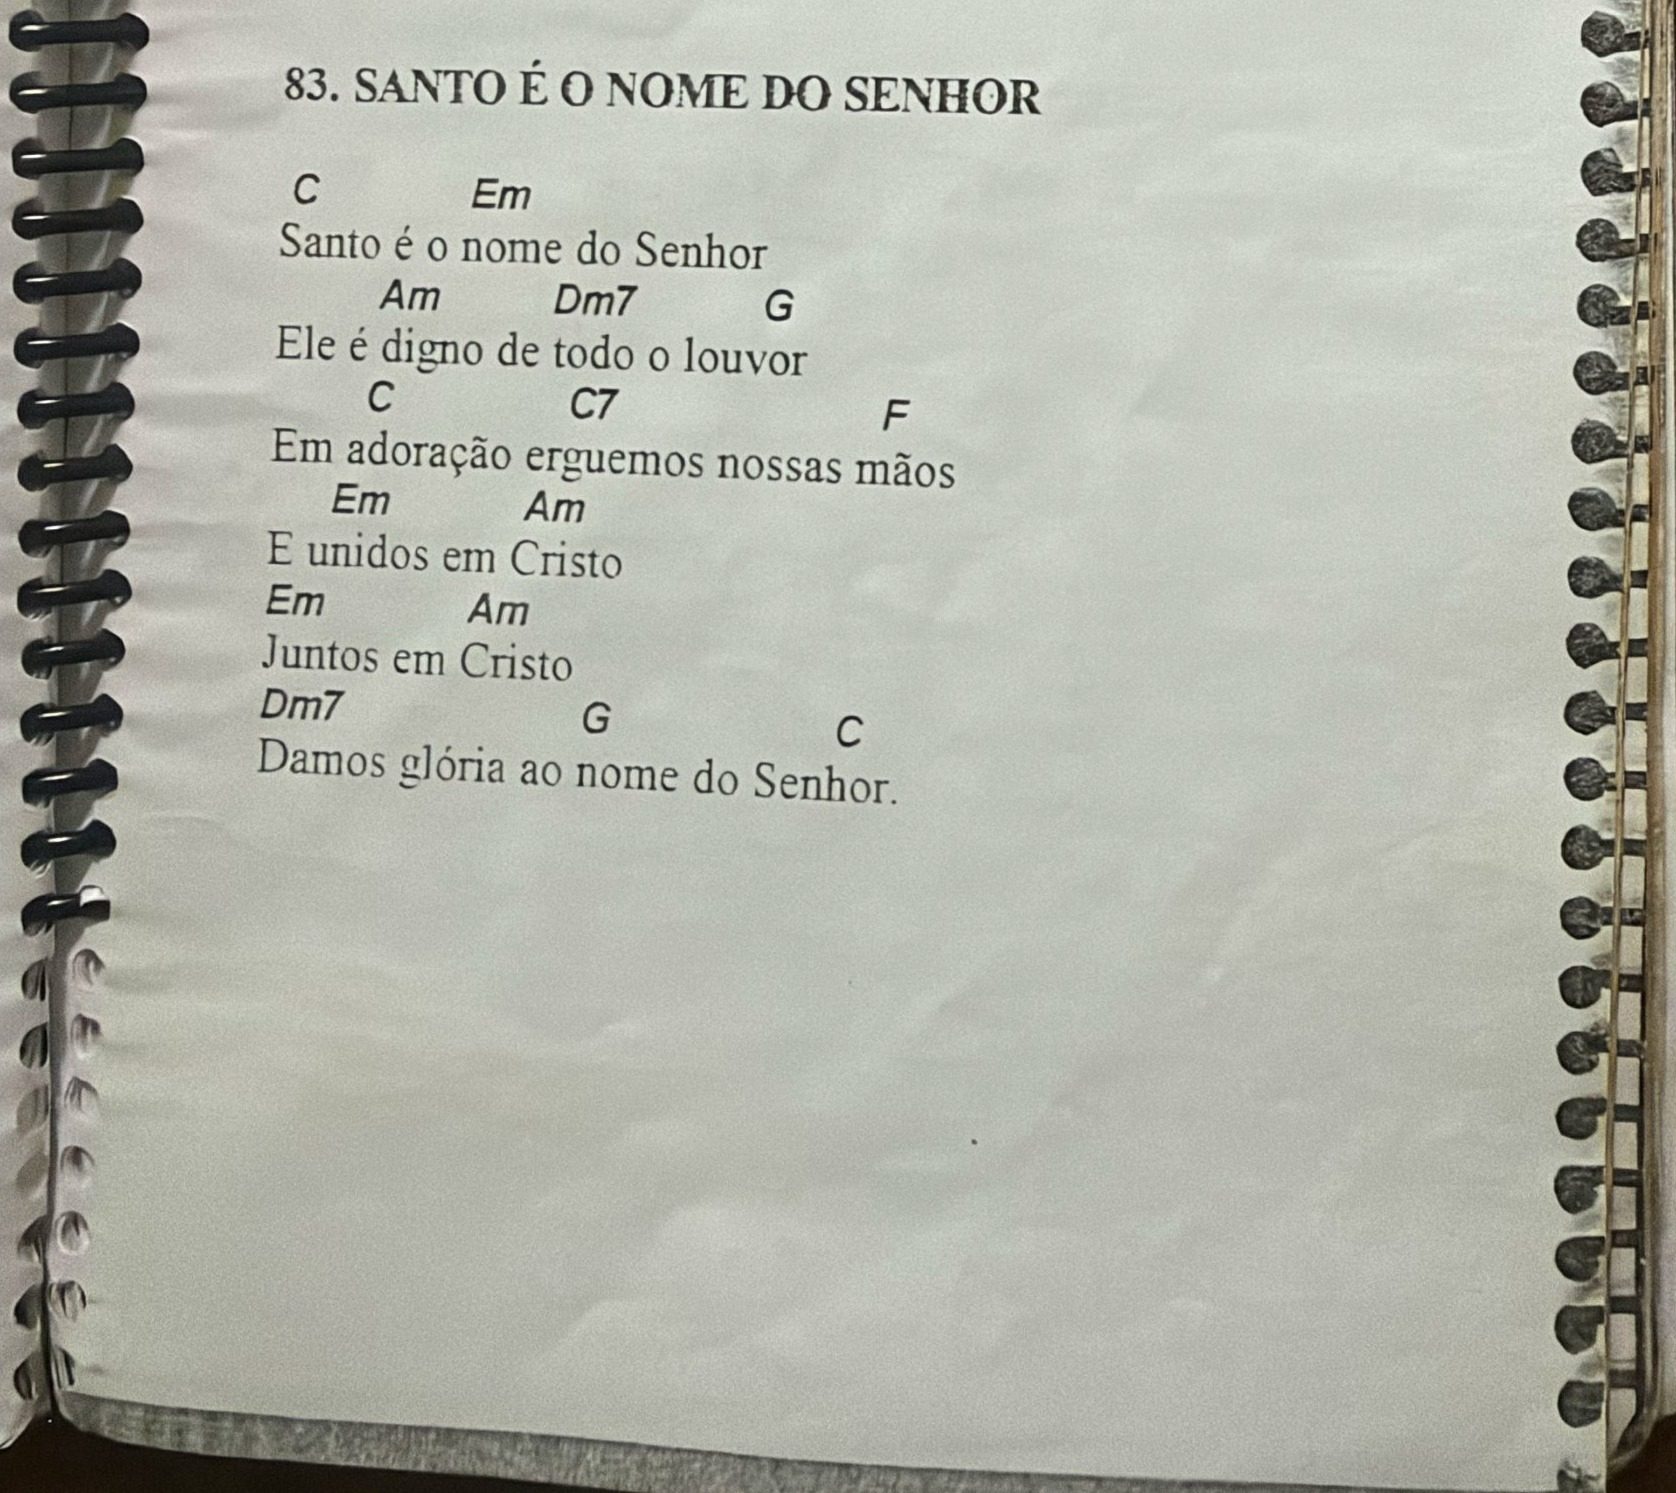 83. SANTO É O NOME DO SENHOR
C Em
Santo é o nome do Senhor
Am Dm7 G
Ele é digno de todo o louvor
C C7 F
Em adoração erguemos nossas mãos
Em Am
E unidos em Cristo
Em Am
Juntos em Cristo
Dm7 G C
Damos glória ao nome do Senhor.